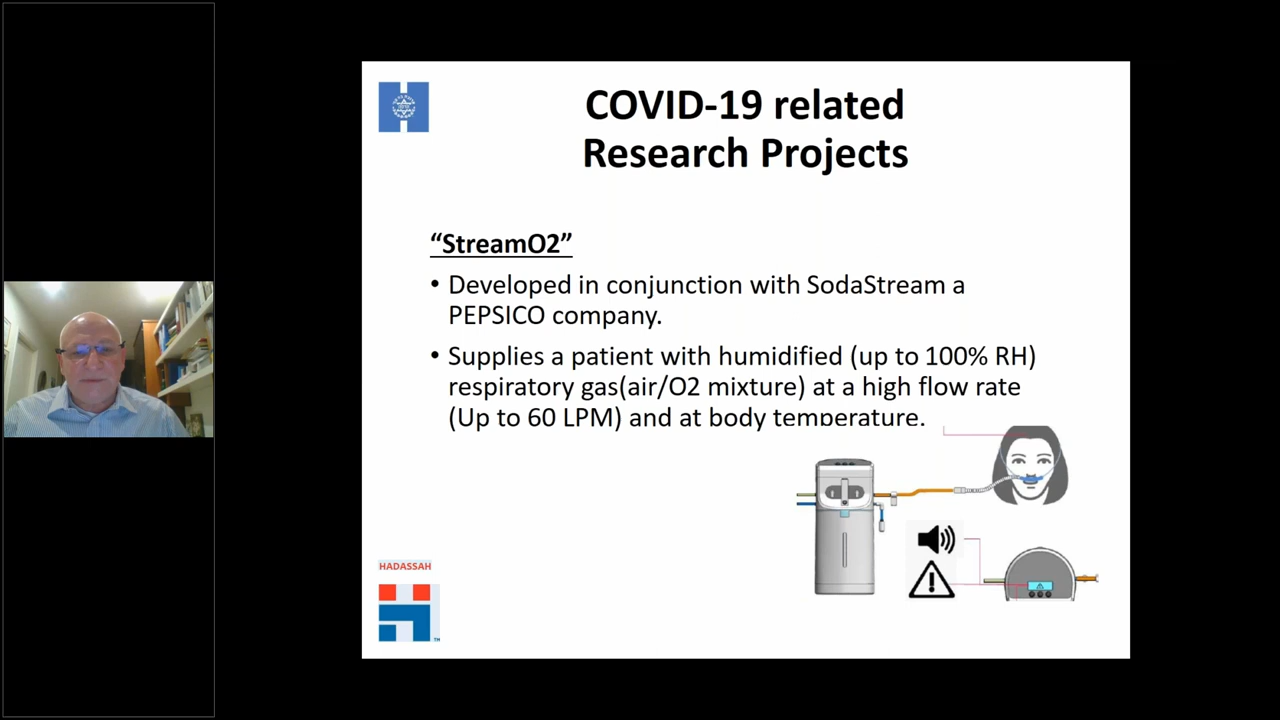 COVID-19 related
Research Projects
“StreamO2”
• Developed in conjunction with SodaStream a
PEPSICO company.
• Supplies a patient with humidified (up to 100% RH)
respiratory gas(air/O2 mixture) at a high flow rate
(Up to 60 LPM) and at body temperature.
HADASSAH
TM